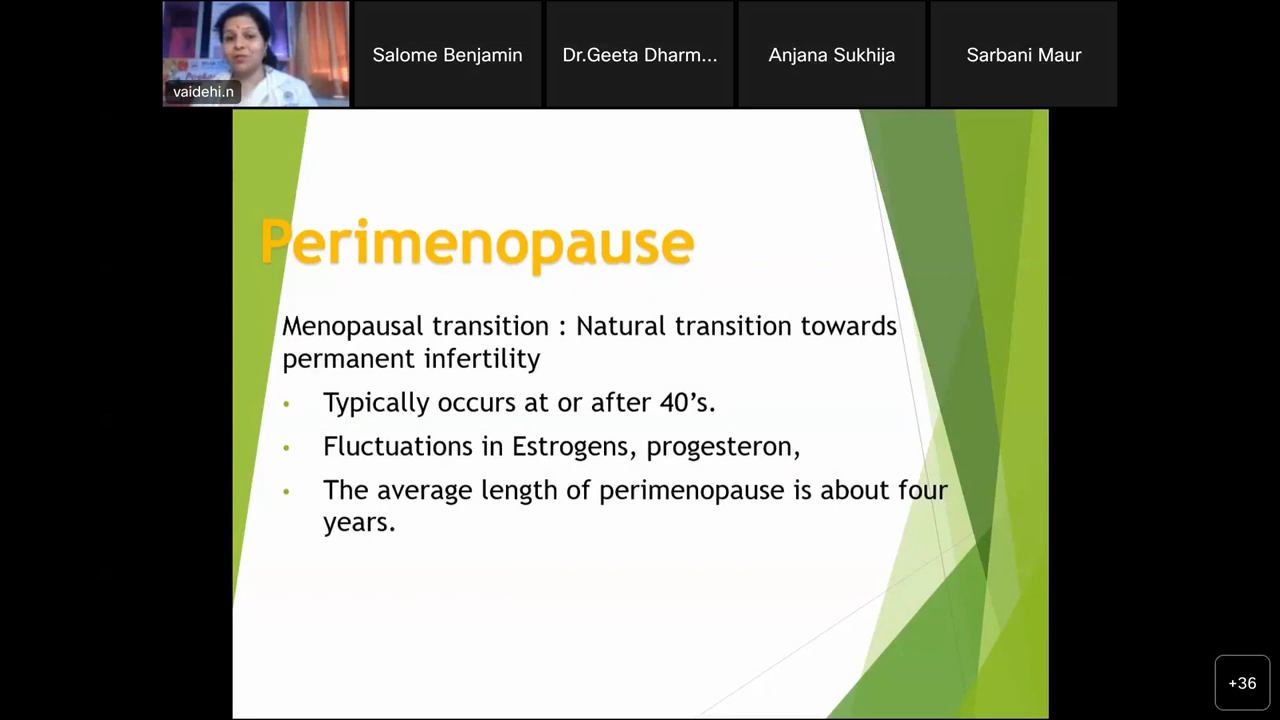 vaidehi.n
Salome Benjamin
Dr.Geeta Dharm...
Anjana Sukhija
Sarbani Maur
Perimenopause
Menopausal transition : Natural transition towards
permanent infertility
• Typically occurs at or after 40’s.
• Fluctuations in Estrogens, progesteron,
• The average length of perimenopause is about four
years.
+36